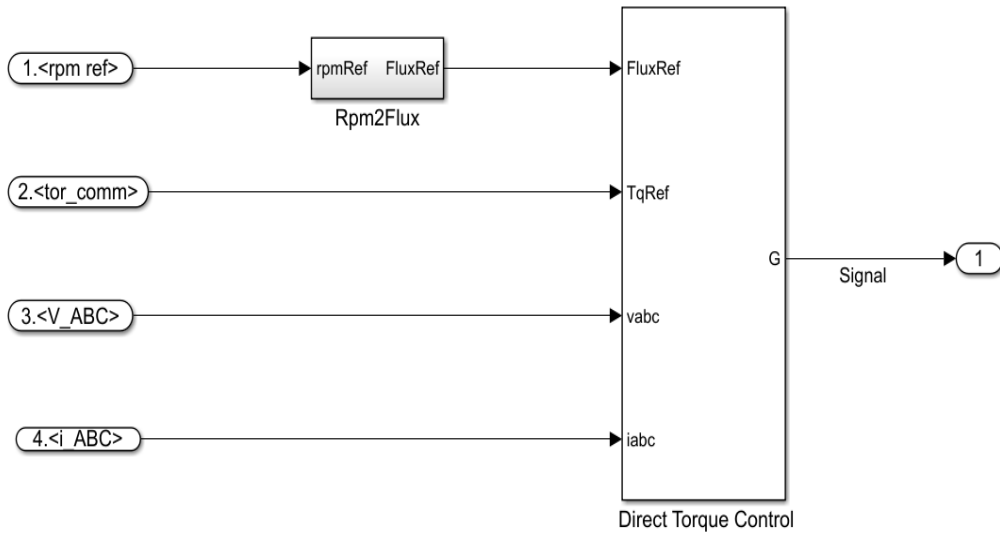 1.<rpm ref>
rpmRef
FluxRef
Rpm2Flux
FluxRef
2.<tor_comm>
TqRef
G
Signal
1
3.<V_ABC>
vabc
4.<i_ABC>
iabc
Direct Torque Control